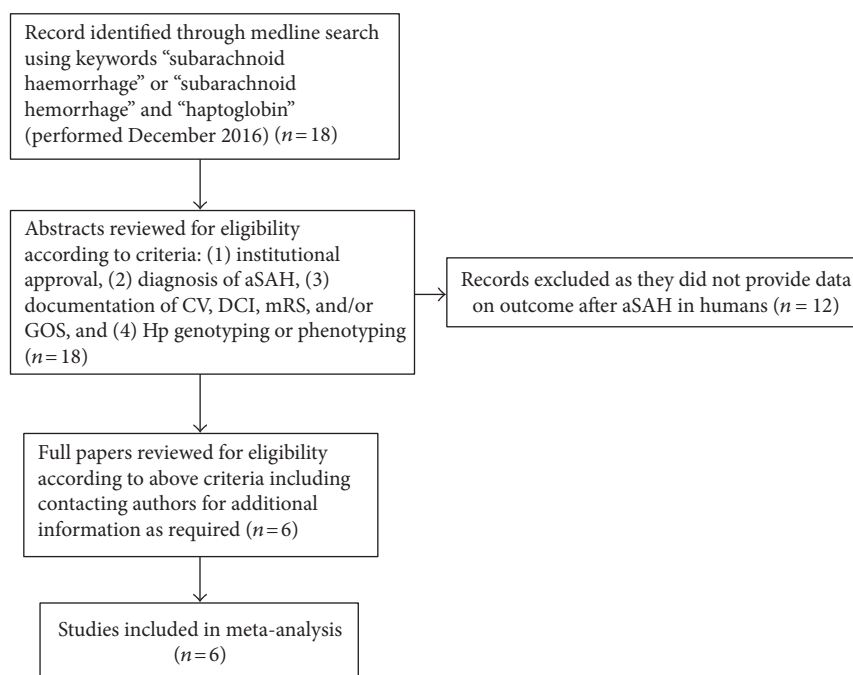 Record identified through medline search
using keywords “subarachnoid
haemorrhage” or “subarachnoid
hemorrhage” and “haptoglobin”
(performed December 2016) (n=18)
Abstracts reviewed for eligibility
according to criteria: (1) institutional
approval, (2) diagnosis of aSAH, (3)
documentation of CV, DCI, mRS, and/or
GOS, and (4) Hp genotyping or phenotyping
(n=18)
Records excluded as they did not provide data
on outcome after aSAH in humans (n = 12)
Full papers reviewed for eligibility
according to above criteria including
contacting authors for additional
information as required (n=6)
Studies included in meta-analysis
(n=6)